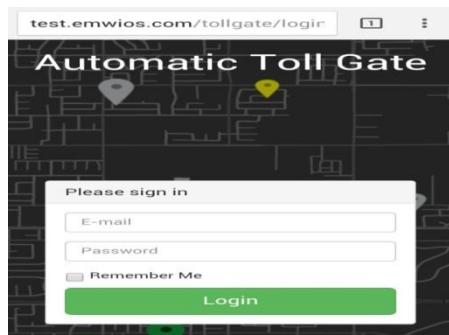 test.emwios.com/tollgate/login
1
Automatic Toll Gate
Please sign in
E-mail
Password
Remember Me
Login